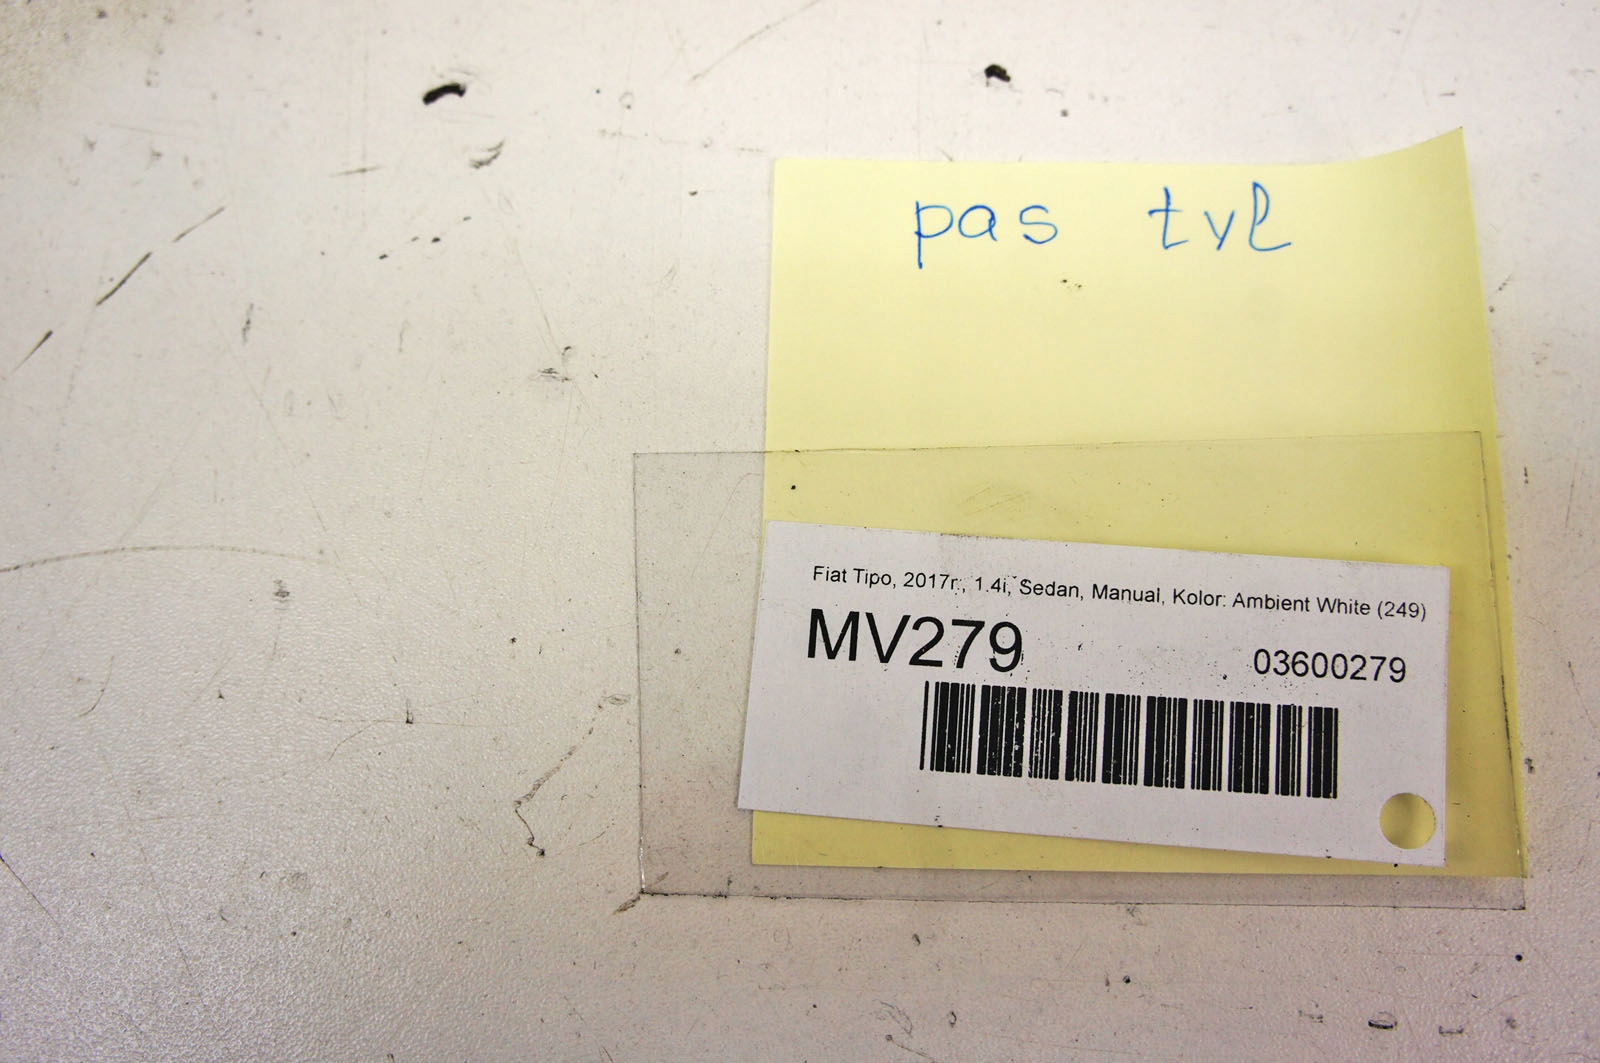 pas tyl
Fiat Tipo, 2017r., 1.4i, Sedan, Manual, Kolor: Ambient White (249)
MV279
03600279